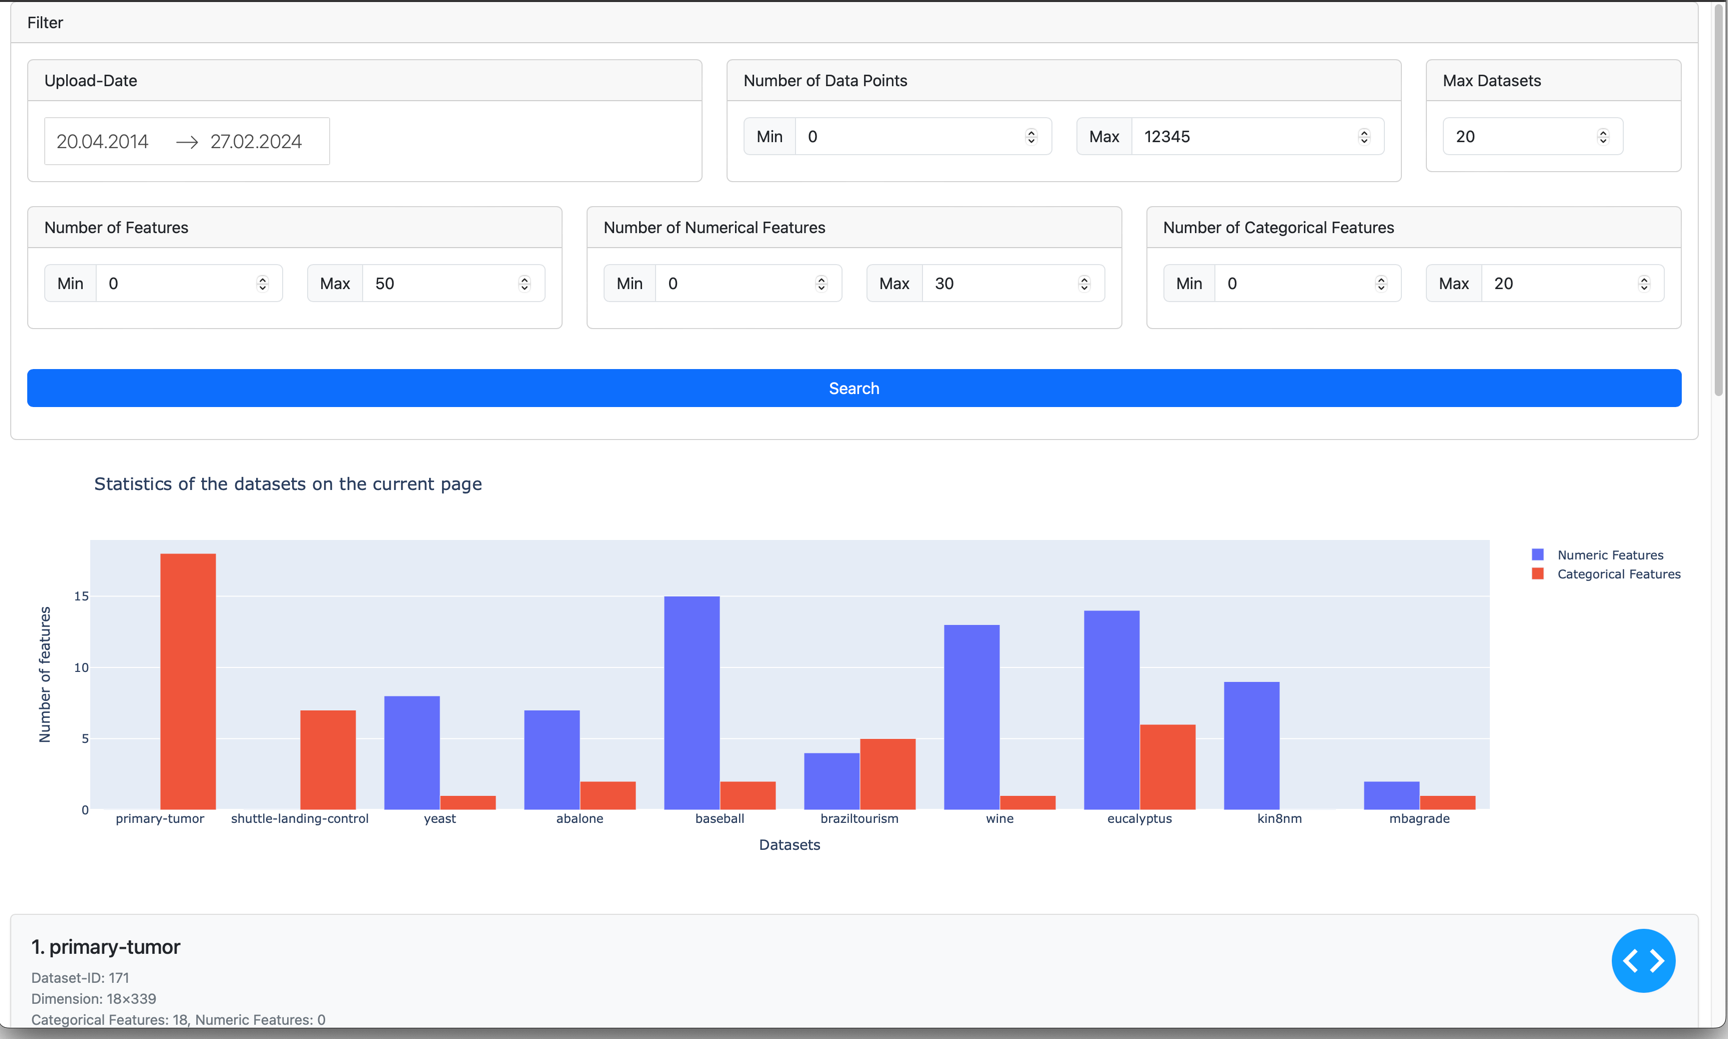 Filter
Upload-Date
Number of Data Points
Max Datasets
20.04.2014 → 27.02.2024
Min 0
Max 12345
20
Number of Features
Number of Numerical Features
Number of Categorical Features
Min 0
Max 50
Min 0
Max 30
Min 0
Max 20
Search
Statistics of the datasets on the current page
Numeric Features
Categorical Features
Number of features
15
10
5
0
primary-tumor
shuttle-landing-control
yeast
abalone
baseball
braziltourism
wine
eucalyptus
kin8nm
mbagrade
Datasets
1. primary-tumor
Dataset-ID: 171
Dimension: 18×339
Categorical Features: 18, Numeric Features: 0